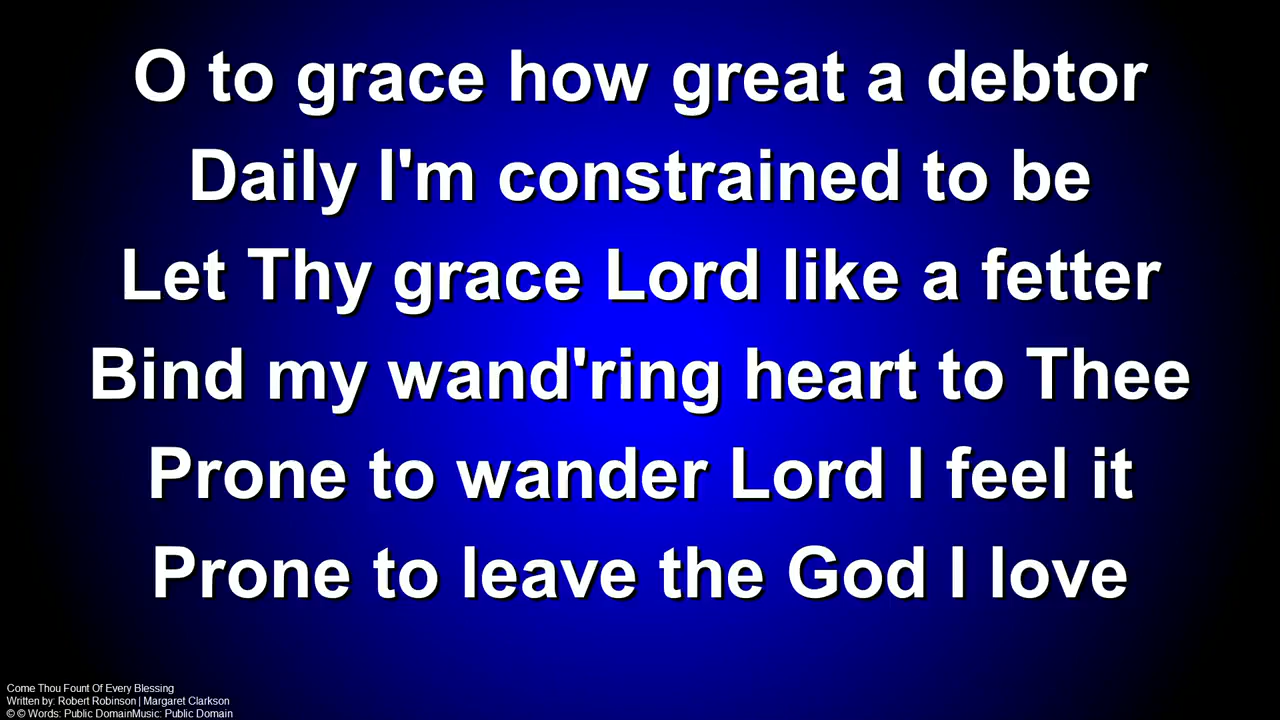 O to grace how great a debtor
Daily I'm constrained to be
Let Thy grace Lord like a fetter
Bind my wand'ring heart to Thee
Prone to wander Lord I feel it
Prone to leave the God I love
Come Thou Fount Of Every Blessing
Written by: Robert Robinson | Margaret Clarkson
© © Words: Public DomainMusic: Public Domain